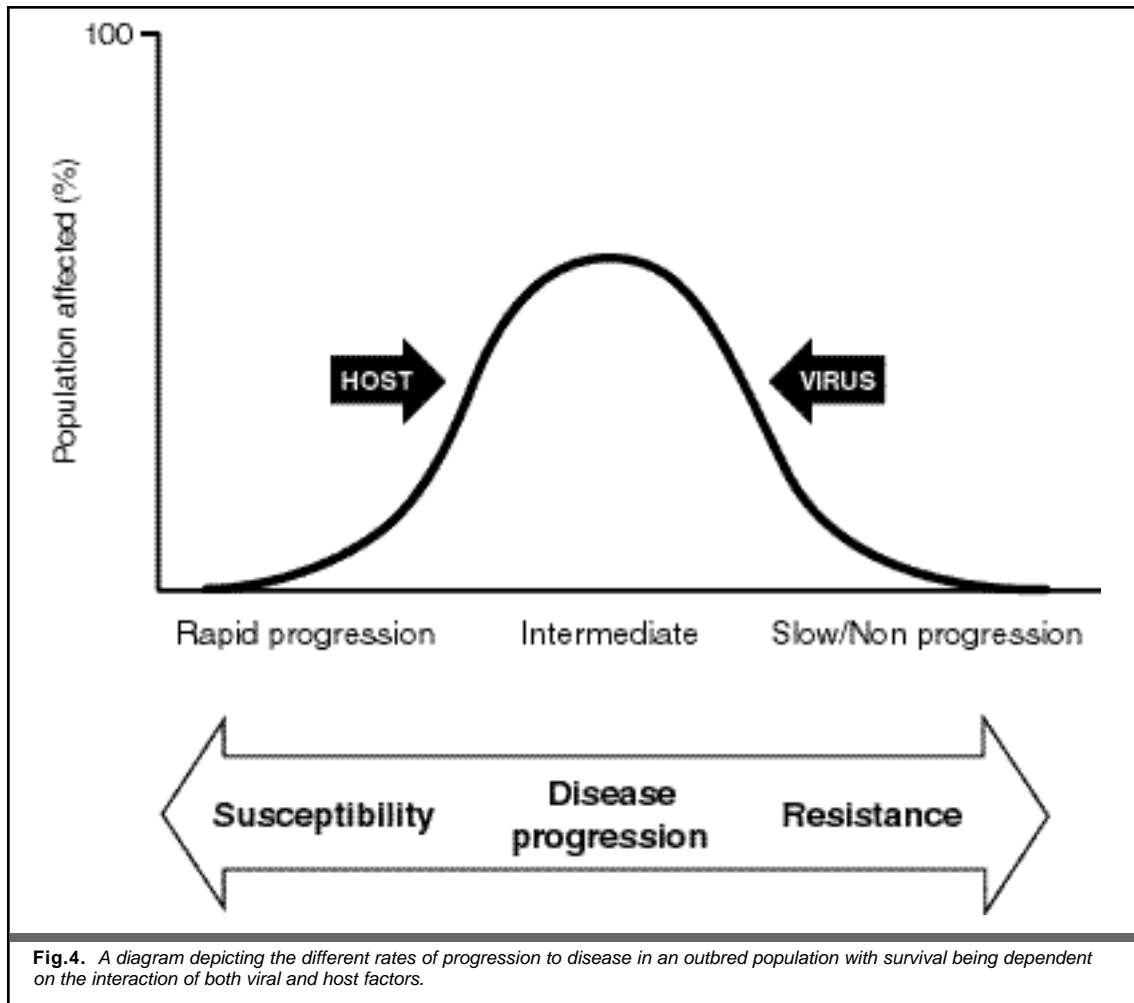 100
Population affected (%)
HOST
VIRUS
Rapid progression
Intermediate
Slow/Non progression
Susceptibility
Disease
progression
Resistance
Fig.4. A diagram depicting the different rates of progression to disease in an outbred population with survival being dependent
on the interaction of both viral and host factors.